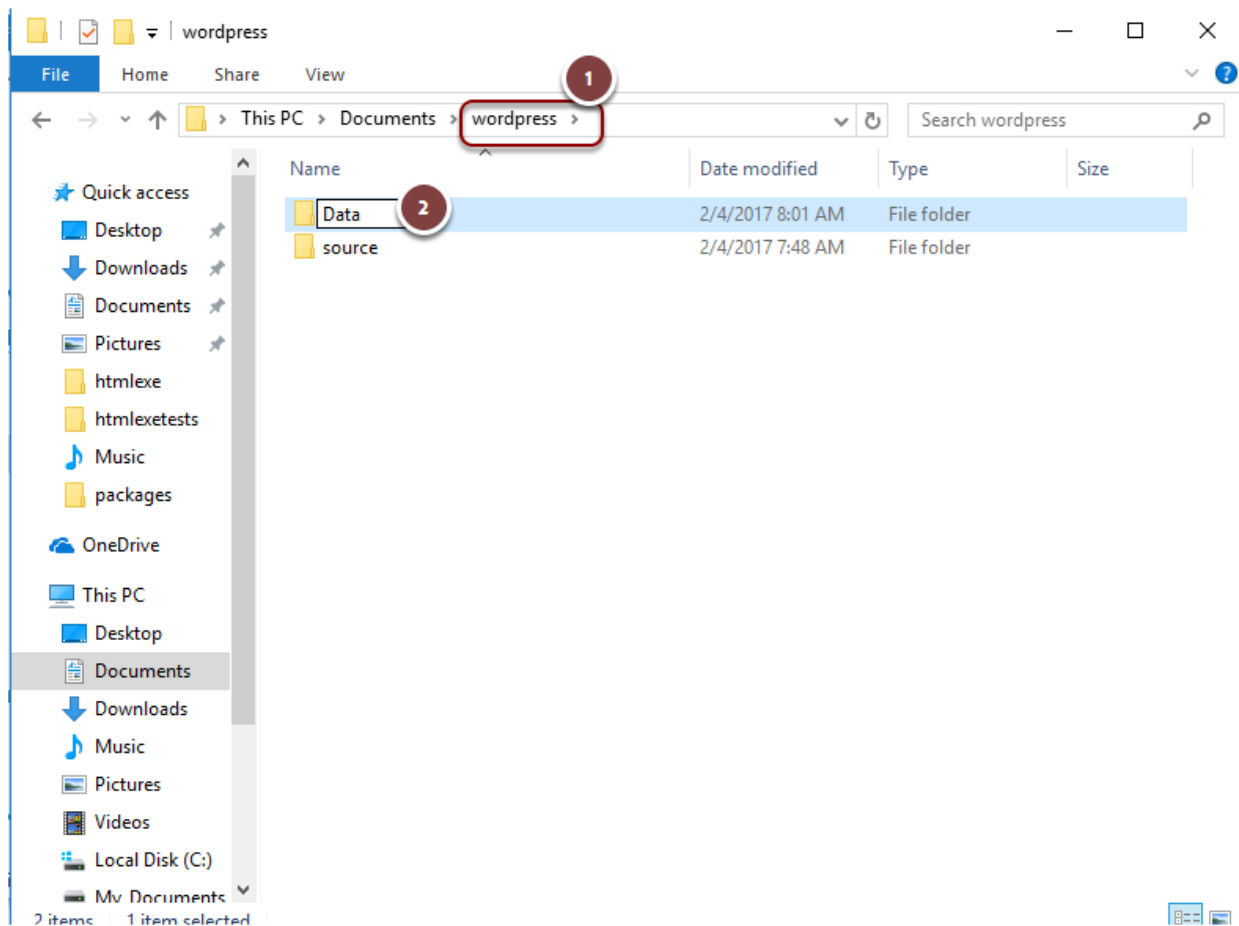 wordpress
File Home Share View
1
This PC > Documents > wordpress >
Search wordpress
Name Date modified Type Size
Quick access
Data 2 2/4/2017 8:01 AM File folder
Desktop
source 2/4/2017 7:48 AM File folder
Downloads
Documents
Pictures
htmlexe
htmlexetests
Music
packages
OneDrive
This PC
Desktop
Documents
Downloads
Music
Pictures
Videos
Local Disk (C:)
My Documents
2 items 1 item selected